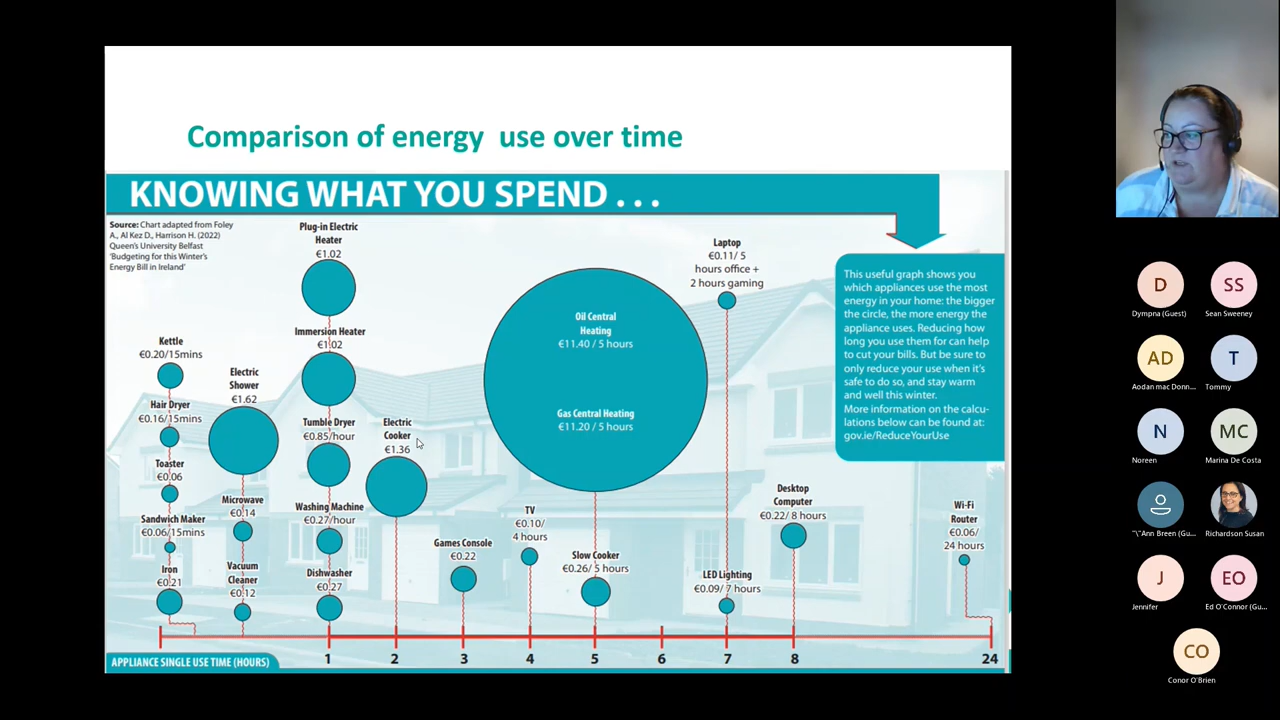 Comparison of energy use over time
KNOWING WHAT YOU SPEND . . .
Source: Chart adapted from Foley
A., Al Kez D., Harrison H. (2022)
Queen's University Belfast
'Budgeting for this Winter's
Energy Bill in Ireland'
Plug-in Electric
Heater
€1.02
Immersion Heater
€1.02
Tumble Dryer
€0.85/hour
Washing Machine
€0.27/hour
Dishwasher
€0.27
Kettle
€0.20/15mins
Hair Dryer
€0.16/15mins
Toaster
€0.06
Sandwich Maker
€0.06/15mins
Iron
€0.21
Electric
Shower
€1.62
Microwave
€0.14
Vacuum
Cleaner
€0.12
Electric
Cooker
€1.36
Games Console
€0.22
TV
€0.10/
4 hours
Oil Central
Heating
€11.40 / 5 hours
Gas Central Heating
€11.20 / 5 hours
Slow Cooker
€0.26/ 5 hours
Laptop
€0.11/ 5
hours office +
2 hours gaming
LED Lighting
€0.09/ 7 hours
Desktop
Computer
€0.22/ 8 hours
Wi-Fi
Router
€0.06/
24 hours
This useful graph shows you
which appliances use the most
energy in your home: the bigger
the circle, the more energy the
appliance uses. Reducing how
long you use them for can help
to cut your bills. But be sure to
only reduce your use when it's
safe to do so, and stay warm
and well this winter.
More information on the calcu-
lations below can be found at:
gov.ie/ReduceYourUse
APPLIANCE SINGLE USE TIME (HOURS)
1 2 3 4 5 6 7 8 24
D
Dympna (Guest)
SS
Sean Sweeney
AD
Aodan mac Donn...
T
Tommy
N
Noreen
MC
Marina De Costa
"\"Ann Breen (Gu...
Richardson Susan
J
Jennifer
EO
Ed O'Connor (Gu...
CO
Conor O'Brien